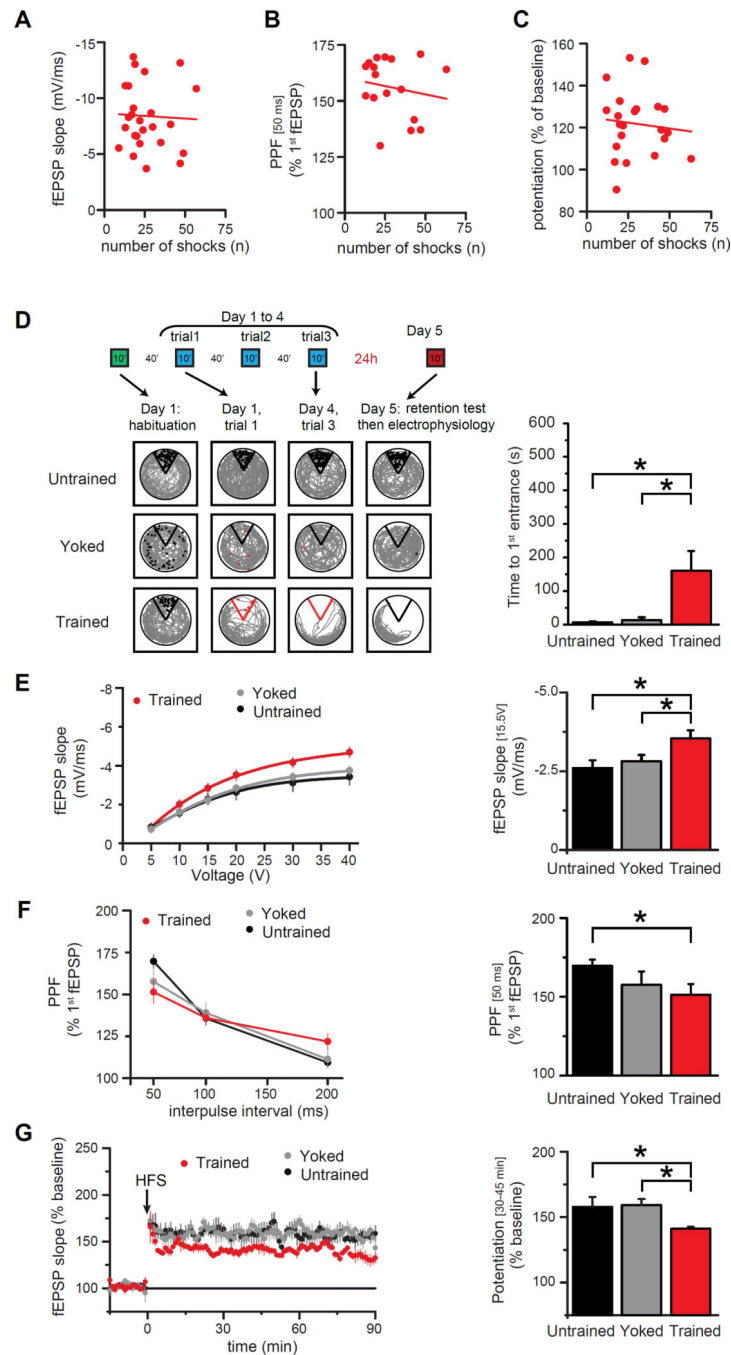 A
-15
-10
-5
0
fEPSP slope (mV/ms)
0 25 50 75
number of shocks (n)
B
175
150
125
100
PPF [50 ms]
(% 1st fEPSP)
0 25 50 75
number of shocks (n)
C
160
140
120
100
80
potentiation (% of baseline)
0 25 50 75
number of shocks (n)
D
Day 1 to 4
trial1 trial2 trial3
Day 5
10' 40' 10' 40' 10' 40' 10' 24h 10'
Day 1:
habituation
Day 1,
trial 1
Day 4,
trial 3
Day 5: retention test
then electrophysiology
Untrained
Yoked
Trained
600
500
400
300
200
100
0
Time to 1st entrance (s)
* *
Untrained Yoked Trained
E
Trained
Yoked
Untrained
-8
-6
-4
-2
0
fEPSP slope
(mV/ms)
0 5 10 15 20 25 30 35 40
Voltage (V)
-5.0
-2.5
0
fEPSP slope [15.5V]
(mV/ms)
* *
Untrained Yoked Trained
F
Trained
Yoked
Untrained
200
175
150
125
100
PPF
(% 1st fEPSP)
50 100 150 200
interpulse interval (ms)
200
150
100
PPF [50 ms]
(% 1st fEPSP)
*
Untrained Yoked Trained
G
HFS
Trained
Yoked
Untrained
250
200
150
100
fEPSP slope (% baseline)
0 30 60 90
time (min)
200
150
100
Potentiation [30-45 min]
(% baseline)
* *
Untrained Yoked Trained